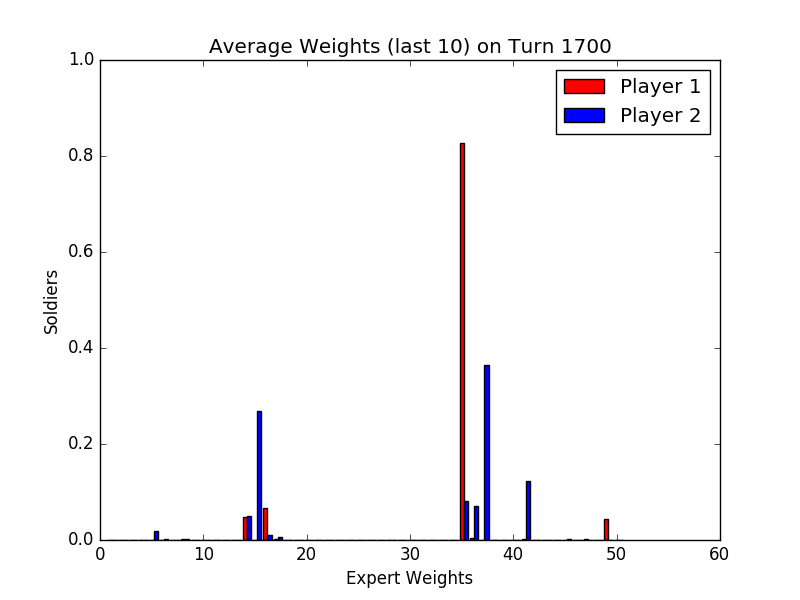 Average Weights (last 10) on Turn 1700
Player 1
Player 2
1.0
0.8
0.6
0.4
0.2
0.0
Soldiers
0 10 20 30 40 50 60
Expert Weights